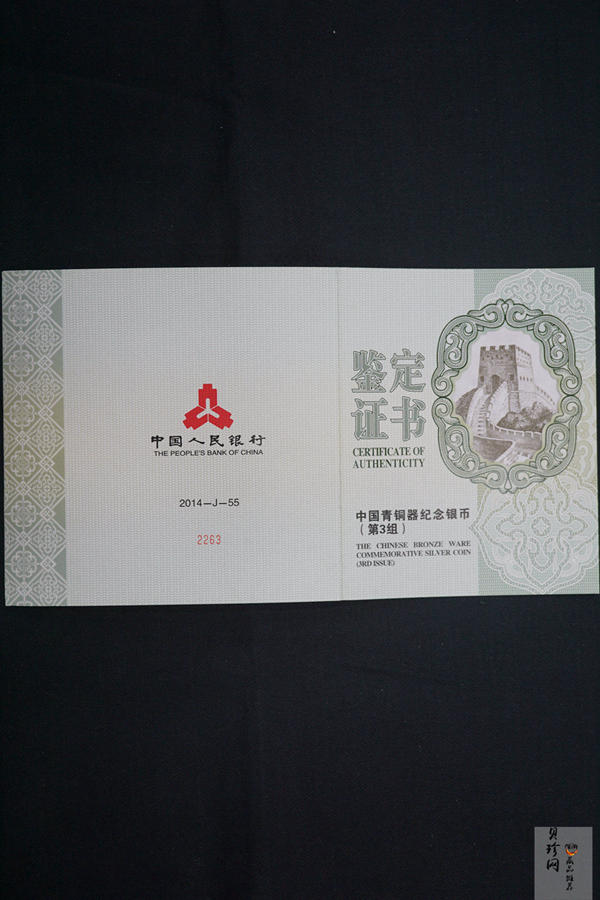 中国人民银行
THE PEOPLE'S BANK OF CHINA
2014—J—55
2263
鉴定
证书
CERTIFICATE OF
AUTHENTICITY
中国青铜器纪念银币
（第3组）
THE CHINESE BRONZE WARE
COMMEMORATIVE SILVER COIN
(3RD ISSUE)
贝珍网